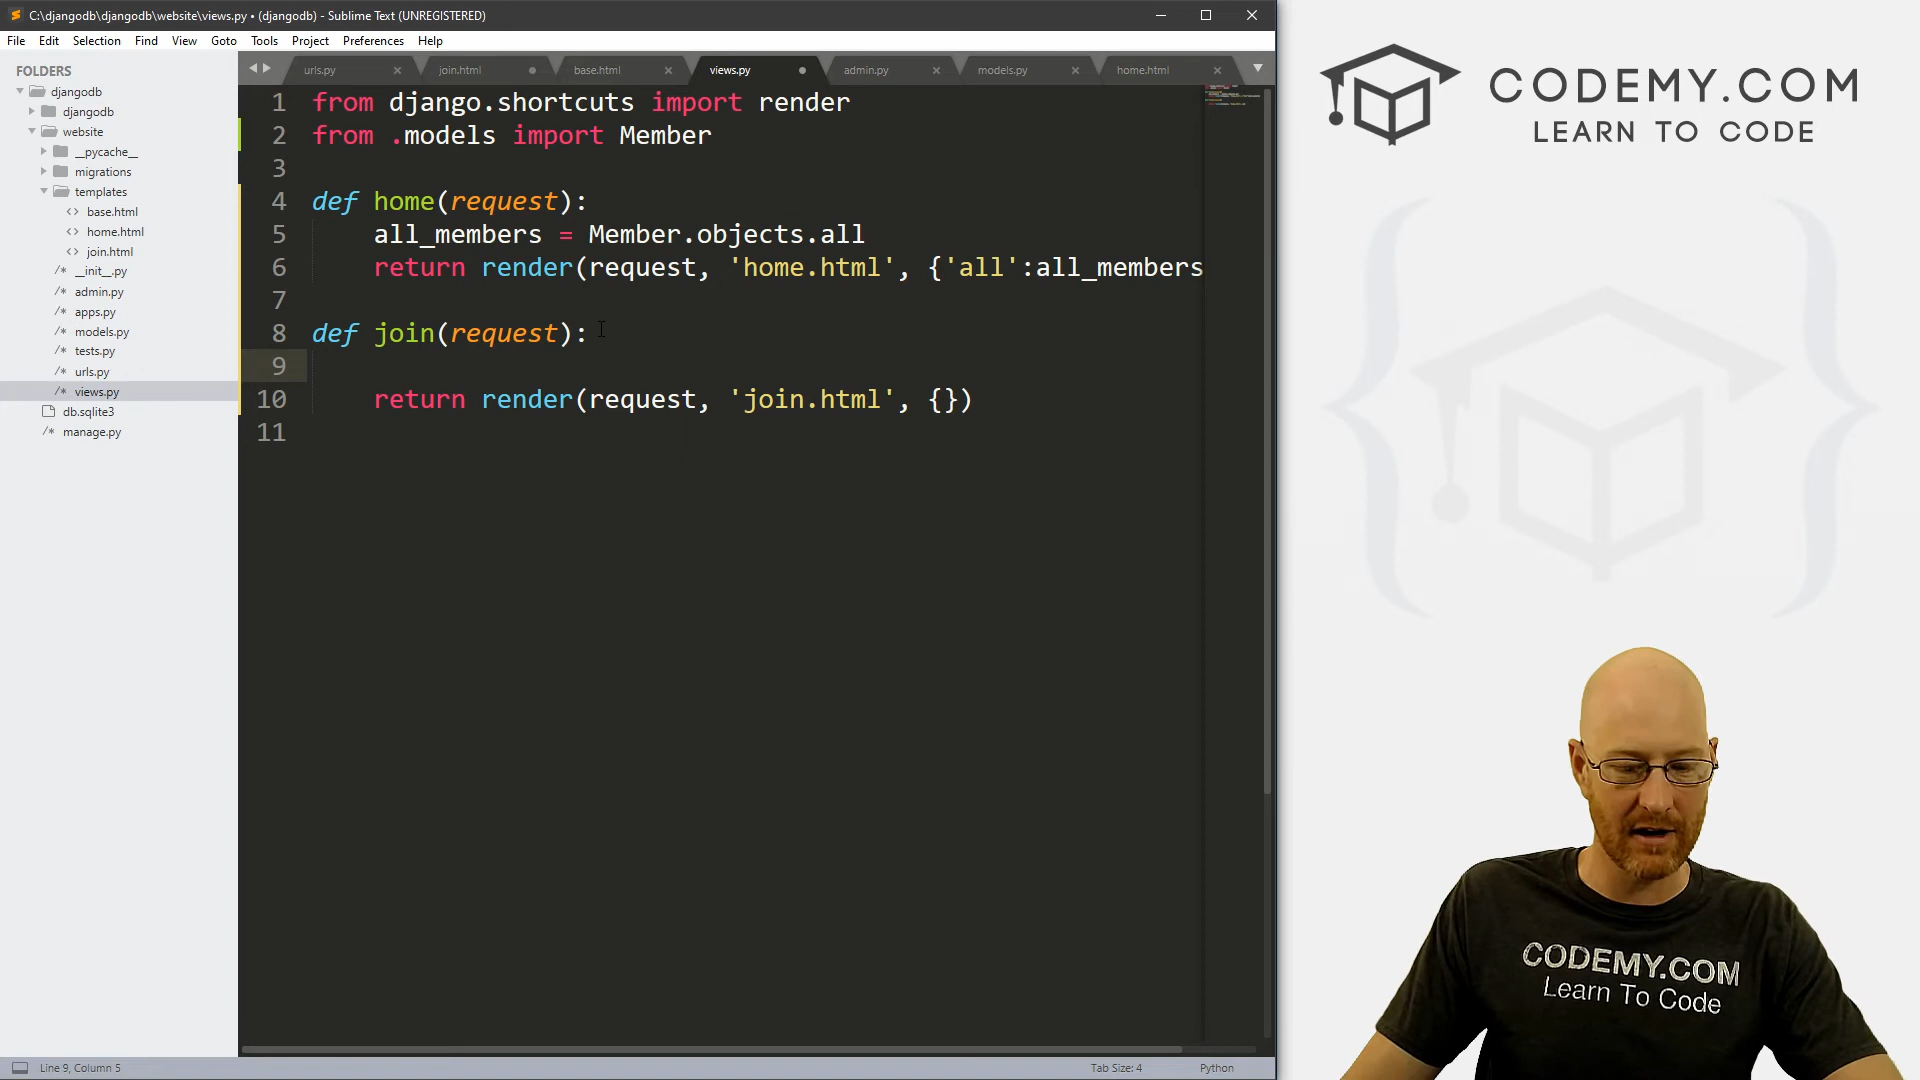 C:\djangodb\djangodb\website\views.py • (djangodb) - Sublime Text (UNREGISTERED)
File Edit Selection Find View Goto Tools Project Preferences Help
FOLDERS
djangodb
djangodb
website
__pycache__
migrations
templates
base.html
home.html
join.html
__init__.py
admin.py
apps.py
models.py
tests.py
urls.py
views.py
db.sqlite3
manage.py
urls.py join.html base.html views.py admin.py models.py home.html
1 from django.shortcuts import render
2 from .models import Member
3
4 def home(request):
5 all_members = Member.objects.all
6 return render(request, 'home.html', {'all':all_members
7
8 def join(request):
9
10 return render(request, 'join.html', {})
11
Line 9, Column 5
Tab Size: 4 Python
CODEMY.COM
LEARN TO CODE
CODEMY.COM
Learn To Code